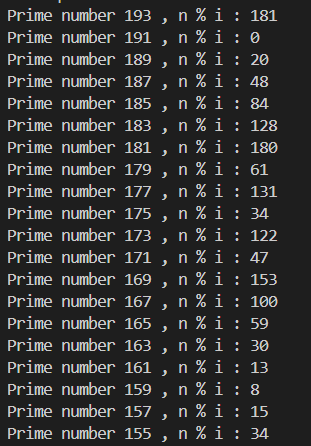 Prime number 193 , n % i : 181
Prime number 191 , n % i : 0
Prime number 189 , n % i : 20
Prime number 187 , n % i : 48
Prime number 185 , n % i : 84
Prime number 183 , n % i : 128
Prime number 181 , n % i : 180
Prime number 179 , n % i : 61
Prime number 177 , n % i : 131
Prime number 175 , n % i : 34
Prime number 173 , n % i : 122
Prime number 171 , n % i : 47
Prime number 169 , n % i : 153
Prime number 167 , n % i : 100
Prime number 165 , n % i : 59
Prime number 163 , n % i : 30
Prime number 161 , n % i : 13
Prime number 159 , n % i : 8
Prime number 157 , n % i : 15
Prime number 155 , n % i : 34